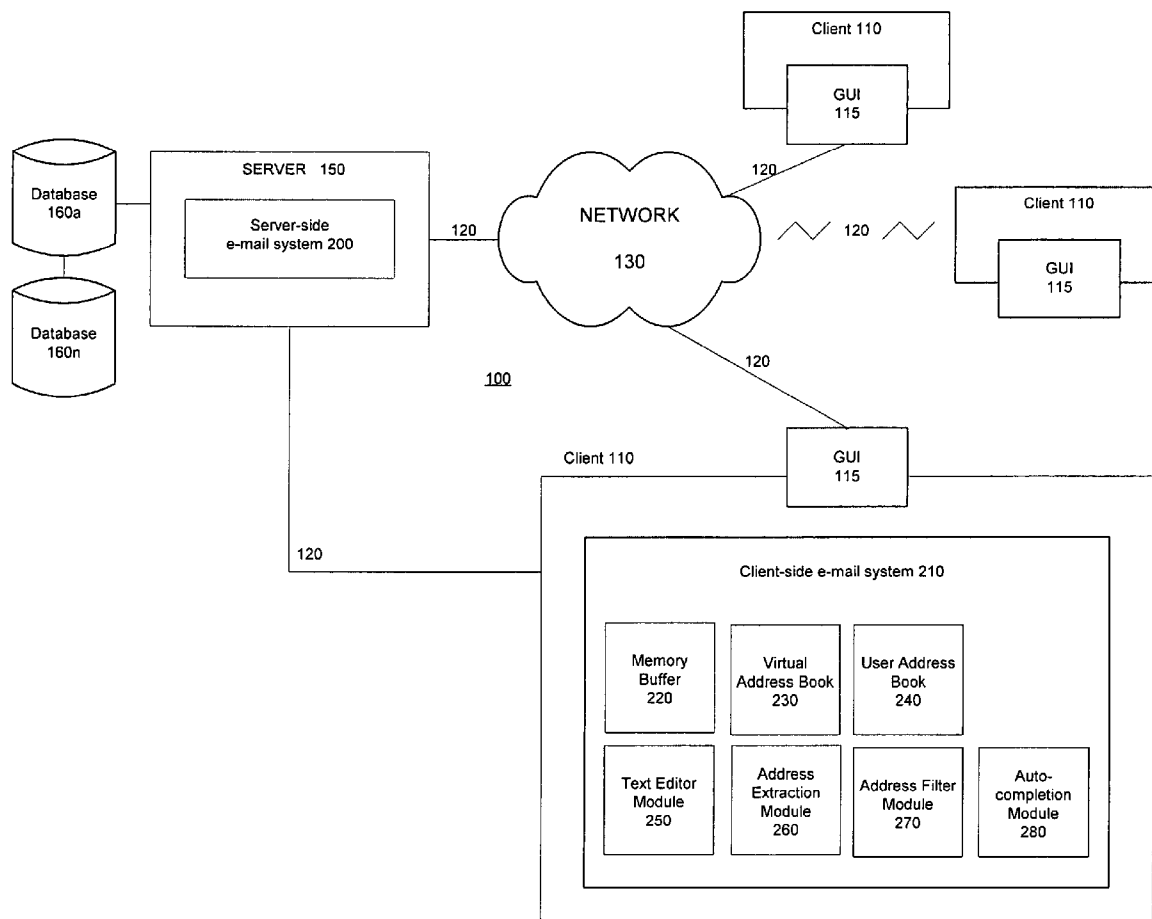 Client 110
GUI
115
120
Database
160a
SERVER 150
Server-side
e-mail system 200
120
NETWORK
130
120
Client 110
GUI
115
Database
160n
120
100
Client 110
GUI
115
120
Client-side e-mail system 210
Memory
Buffer
220
Virtual
Address Book
230
User Address
Book
240
Text Editor
Module
250
Address
Extraction
Module
260
Address Filter
Module
270
Auto-
completion
Module
280